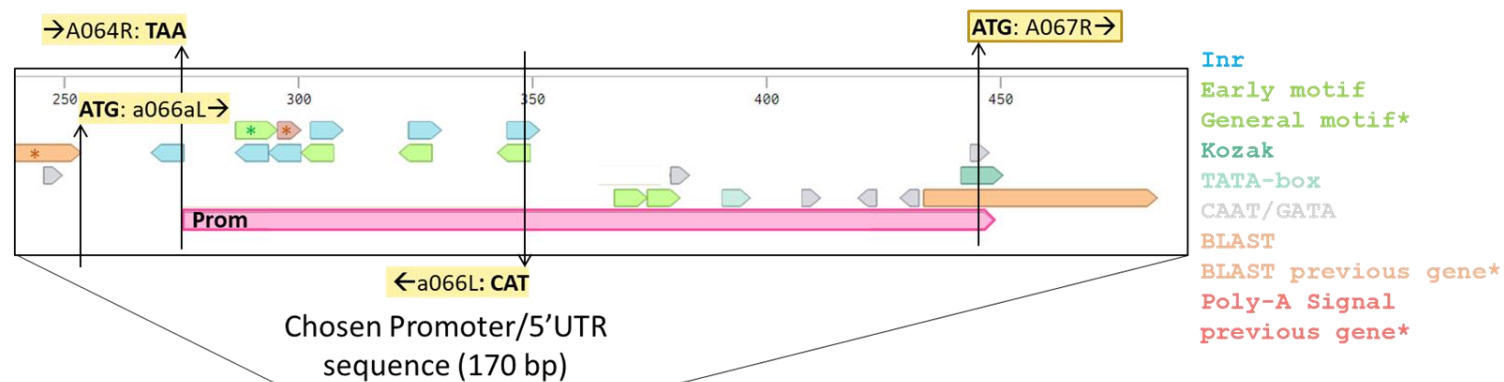 →A064R: TAA
ATG: A067R→
250
300
350
400
450
ATG: a066aL→
*
*
*
Prom
←a066L: CAT
Chosen Promoter/5’UTR
sequence (170 bp)
Inr
Early motif
General motif*
Kozak
TATA-box
CAAT/GATA
BLAST
BLAST previous gene*
Poly-A Signal
previous gene*